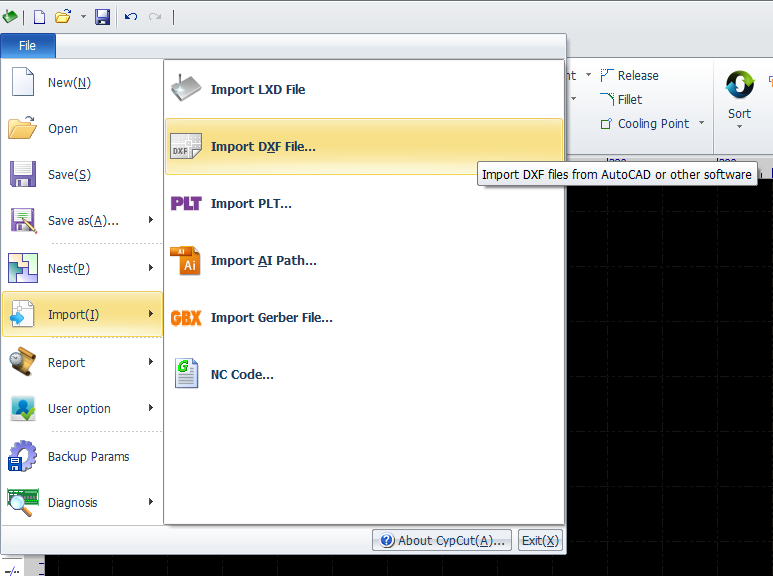 File
New(N)
Open
Save(S)
Save as(A)...
Nest(P)
Import(I)
Report
User option
Backup Params
Diagnosis
Import LXD File
DXF
Import DXF File...
Import DXF files from AutoCAD or other software
PLT
Import PLT...
AI
Ai
Import AI Path...
GBX
Import Gerber File...
G
NC Code...
About CypCut(A)...
Exit(X)
Release
Fillet
Cooling Point
Sort